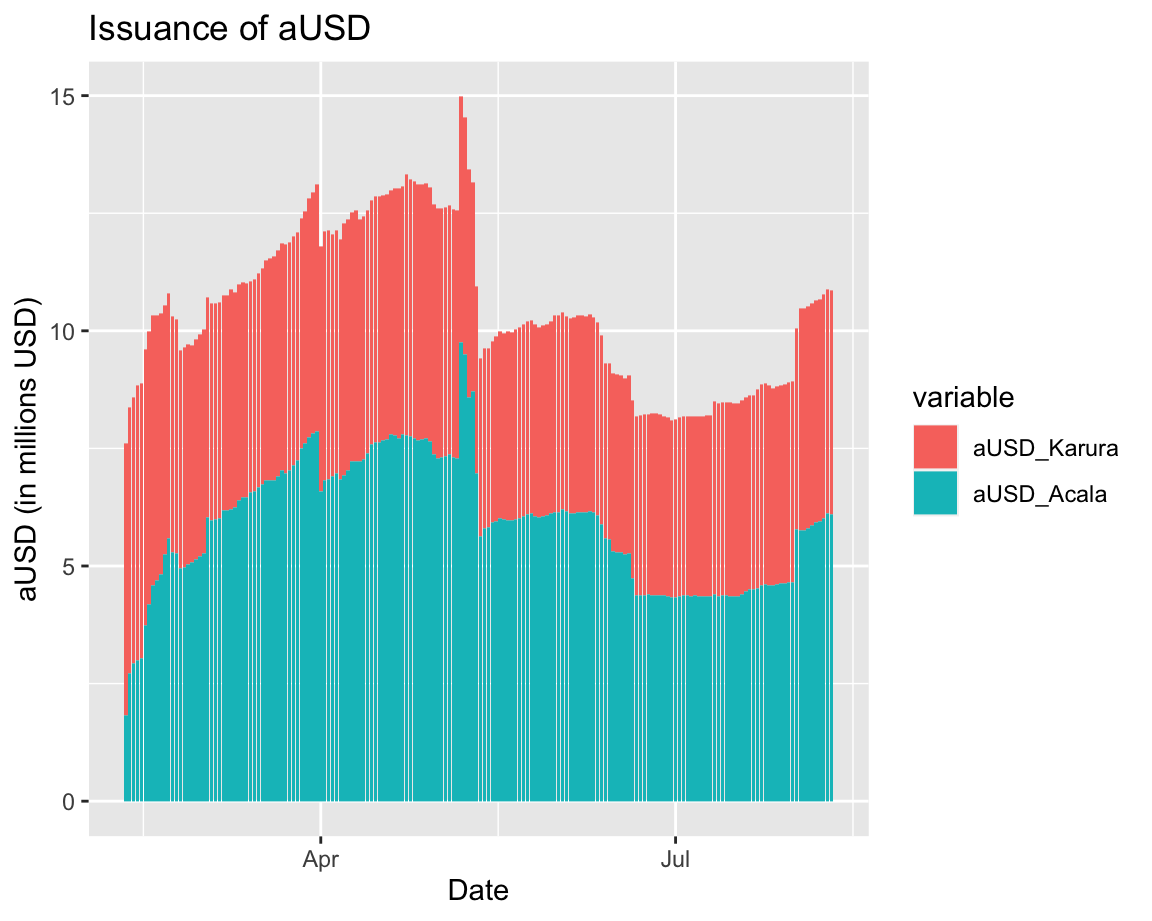 Issuance of aUSD
aUSD (in millions USD)
15
10
5
0
Apr
Jul
Date
variable
aUSD_Karura
aUSD_Acala